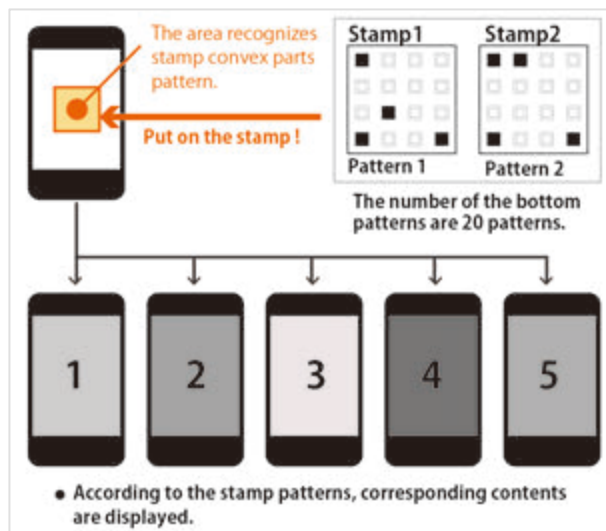 The area recognizes
stamp convex parts
pattern.
Put on the stamp !
Stamp1
Stamp2
Pattern 1
Pattern 2
The number of the bottom
patterns are 20 patterns.
1
2
3
4
5
● According to the stamp patterns, corresponding contents
are displayed.